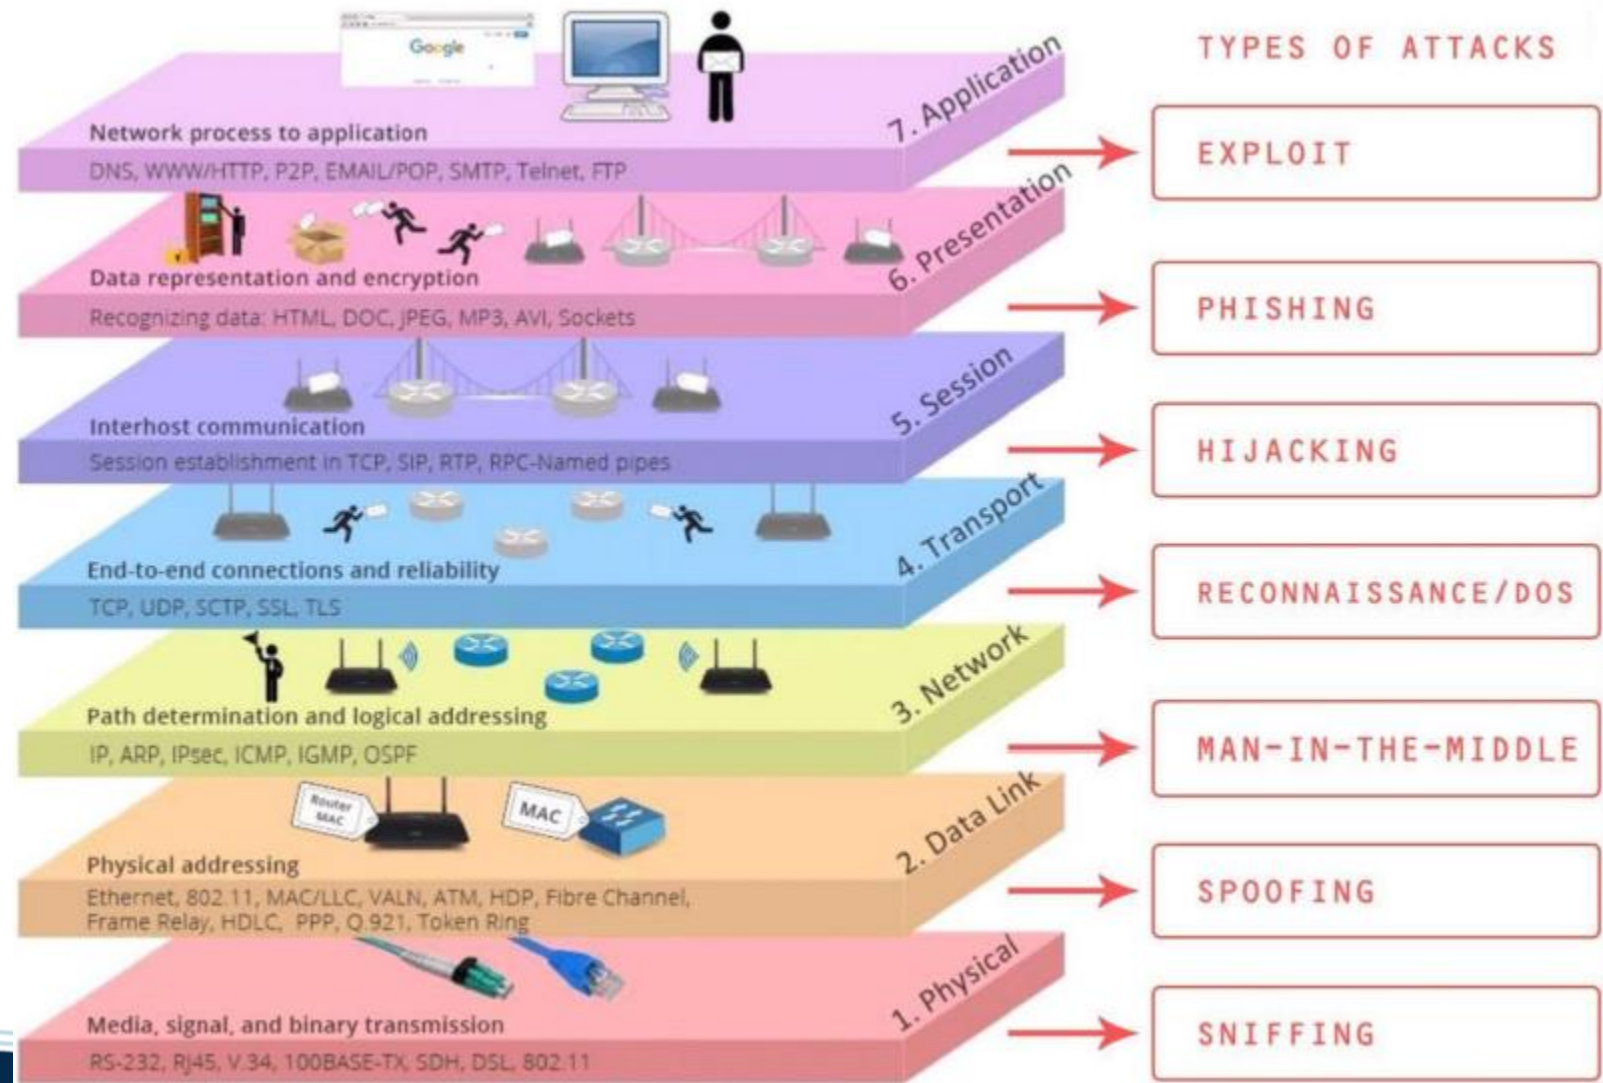 Google
TYPES OF ATTACKS
7. Application
Network process to application
DNS, WWW/HTTP, P2P, EMAIL/POP, SMTP, Telnet, FTP
EXPLOIT
6. Presentation
Data representation and encryption
Recognizing data: HTML, DOC, JPEG, MP3, AVI, Sockets
PHISHING
5. Session
Interhost communication
Session establishment in TCP, SIP, RTP, RPC-Named pipes
HIJACKING
4. Transport
End-to-end connections and reliability
TCP, UDP, SCTP, SSL, TLS
RECONNAISSANCE/DOS
3. Network
Path determination and logical addressing
IP, ARP, IPsec, ICMP, IGMP, OSPF
MAN-IN-THE-MIDDLE
2. Data Link
Router
MAC
MAC
Physical addressing
Ethernet, 802.11, MAC/LLC, VALN, ATM, HDP, Fibre Channel,
Frame Relay, HDLC, PPP, Q.921, Token Ring
SPOOFING
1. Physical
Media, signal, and binary transmission
RS-232, RJ45, V.34, 100BASE-TX, SDH, DSL, 802.11
SNIFFING